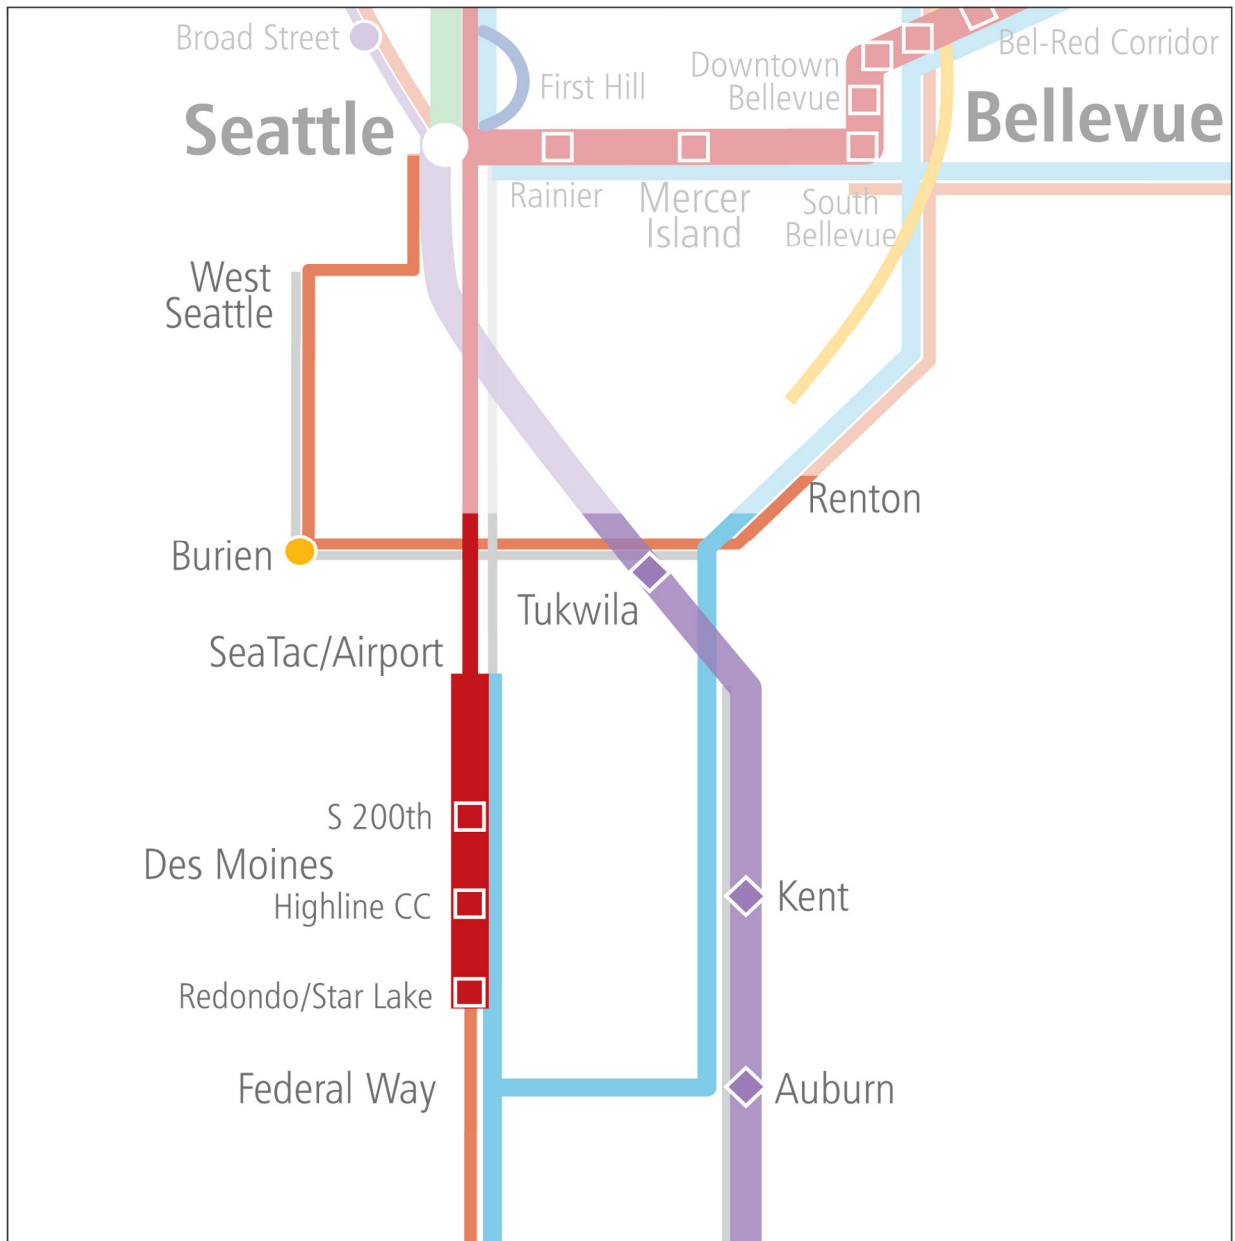 Broad Street
First Hill
Downtown
Bellevue
Bel-Red Corridor
Seattle
Bellevue
Rainier
Mercer
Island
South
Bellevue
West
Seattle
Renton
Burien
Tukwila
SeaTac/Airport
S 200th
Des Moines
Highline CC
Kent
Redondo/Star Lake
Federal Way
Auburn